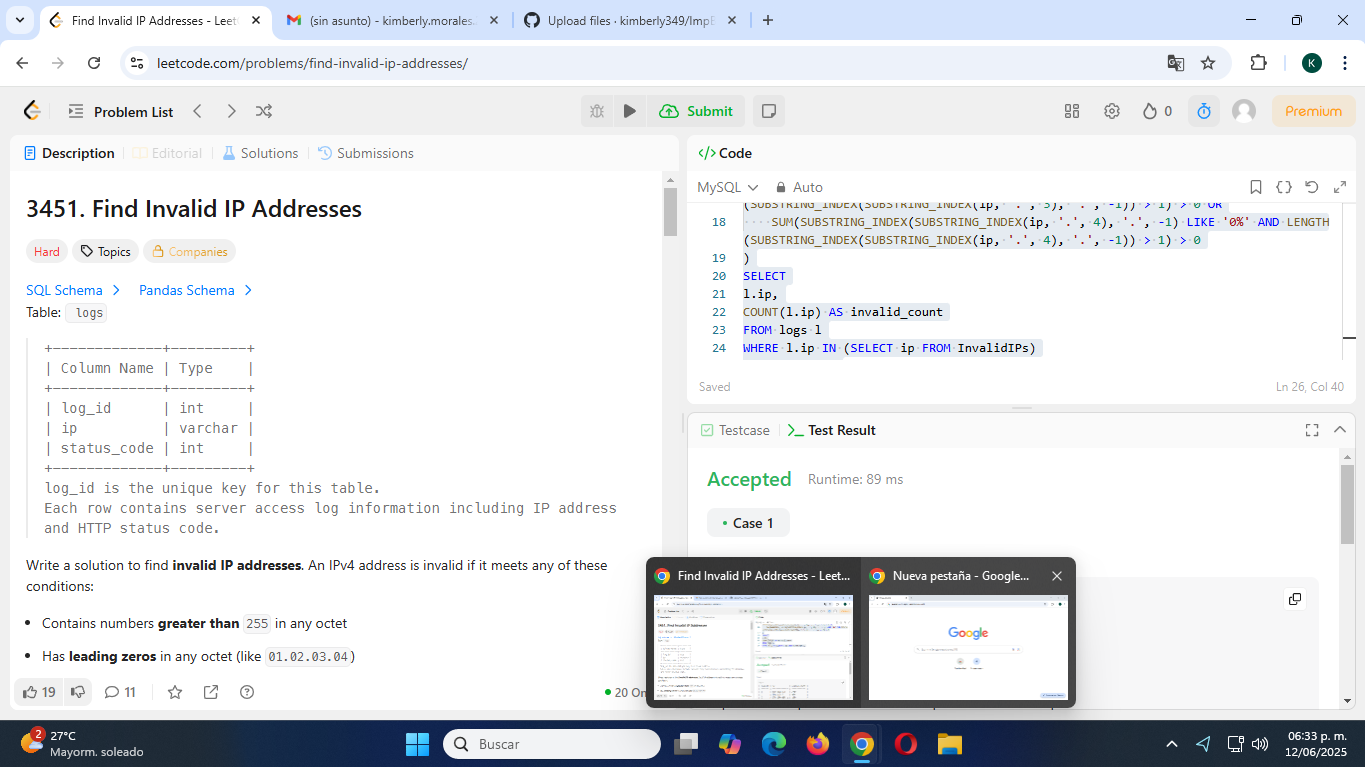 Find Invalid IP Addresses - Leet
(sin asunto) - kimberly.morales.
Upload files · kimberly349/ImpE
leetcode.com/problems/find-invalid-ip-addresses/
K
Problem List
Submit
0
Premium
Description
Editorial
Solutions
Submissions
3451. Find Invalid IP Addresses
Hard
Topics
Companies
SQL Schema
Pandas Schema
Table: logs
+-------------+---------+
| Column Name | Type    |
+-------------+---------+
| log_id      | int     |
| ip          | varchar |
| status_code | int     |
+-------------+---------+
log_id is the unique key for this table.
Each row contains server access log information including IP address
and HTTP status code.
Write a solution to find invalid IP addresses. An IPv4 address is invalid if it meets any of these
conditions:
• Contains numbers greater than 255 in any octet
• Has leading zeros in any octet (like 01.02.03.04)
19
11
20 On
</> Code
MySQL
Auto
(SUBSTRING_INDEX(SUBSTRING_INDEX(ip, '.', 3), '.', -1)) > 1) > 0 OR
18 SUM(SUBSTRING_INDEX(SUBSTRING_INDEX(ip, '.', 4), '.', -1) LIKE '0%' AND LENGTH
(SUBSTRING_INDEX(SUBSTRING_INDEX(ip, '.', 4), '.', -1)) > 1) > 0
19 )
20 SELECT
21 l.ip,
22 COUNT(l.ip) AS invalid_count
23 FROM logs l
24 WHERE l.ip IN (SELECT ip FROM InvalidIPs)
Saved
Ln 26, Col 40
Testcase
Test Result
Accepted
Runtime: 89 ms
• Case 1
Find Invalid IP Addresses - Leet...
Nueva pestaña - Google...
Google
2
27°C
Mayorm. soleado
Buscar
06:33 p. m.
12/06/2025